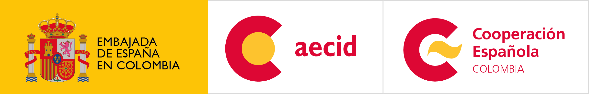 EMBAJADA
DE ESPAÑA
EN COLOMBIA
aecid
Cooperación
Española
COLOMBIA